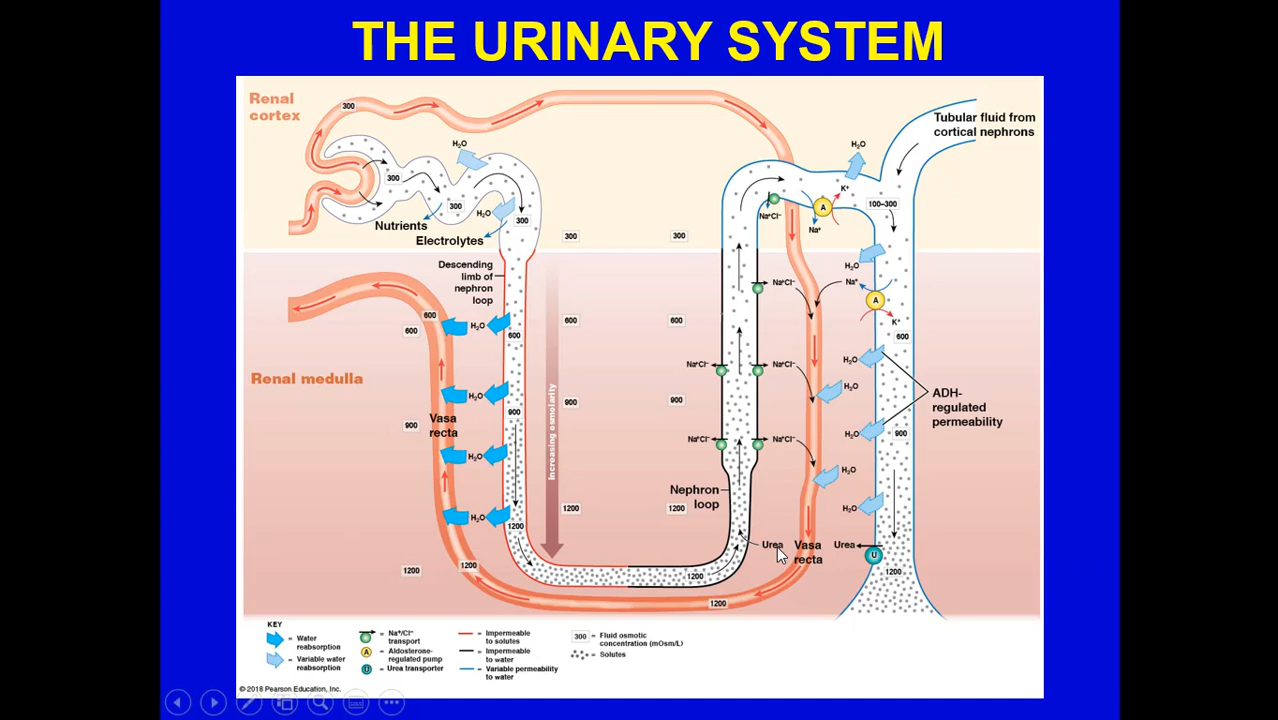 THE URINARY SYSTEM
Renal
cortex
300
Tubular fluid from
cortical nephrons
H₂O
H₂O
300
K⁺
300
H₂O
A
100–300
300
Na⁺Cl⁻
Nutrients
Na⁺
Electrolytes
300
300
Descending
limb of
nephron
loop
H₂O
Na⁺Cl⁻
Na⁺
A
600
600
H₂O
600
600
600
K⁺
600
Na⁺Cl⁻
Na⁺Cl⁻
H₂O
Renal medulla
H₂O
ADH-
regulated
permeability
H₂O
Increasing osmolarity
900
900
900
Vasa
recta
900
H₂O
900
Na⁺Cl⁻
Na⁺Cl⁻
H₂O
H₂O
Nephron
loop
H₂O
1200
1200
1200
H₂O
Urea
Vasa
recta
Urea
U
1200
1200
1200
1200
1200
KEY
= Water
reabsorption
= Variable water
reabsorption
= Na⁺/Cl⁻
transport
A = Aldosterone-
regulated pump
U = Urea transporter
= Impermeable
to solutes
= Impermeable
to water
= Variable permeability
to water
300 = Fluid osmotic
concentration (mOsm/L)
= Solutes
© 2018 Pearson Education, Inc.